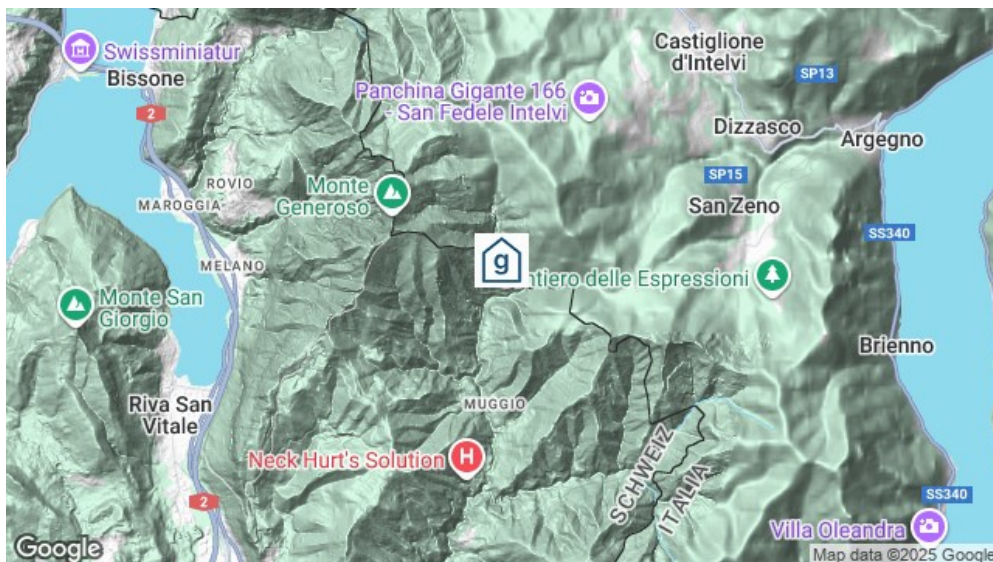 Swissminiatur
Bissone
2
Castiglione
d'Intelvi
SP13
Panchina Gigante 166
- San Fedele Intelvi
Dizzasco
Argegno
ROVIO
MAROGGIA
Monte
Generoso
SP15
San Zeno
SS340
MELANO
g
ntiero delle Espressioni
Monte San
Giorgio
Brienno
Riva San
Vitale
MUGGIO
Neck Hurt's Solution
H
SCHWEIZ
ITALIA
2
SS340
Villa Oleandra
Google
Map data ©2025 Google